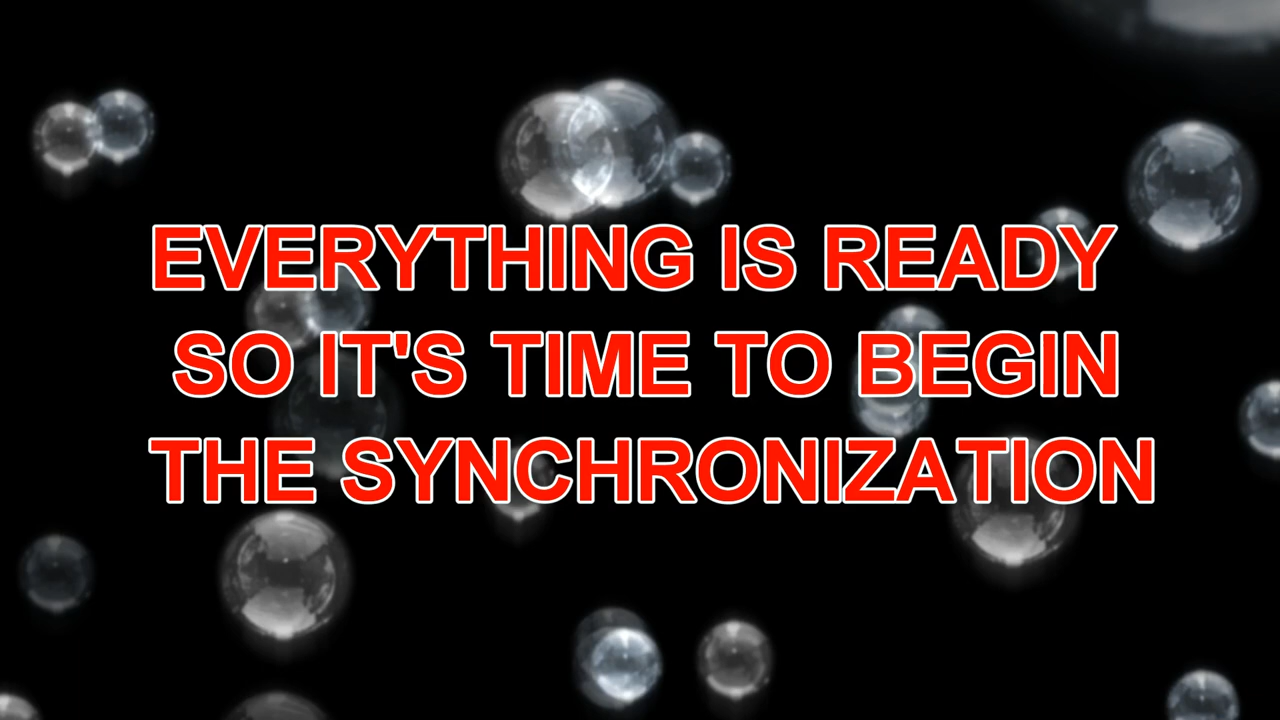 EVERYTHING IS READY
SO IT'S TIME TO BEGIN
THE SYNCHRONIZATION